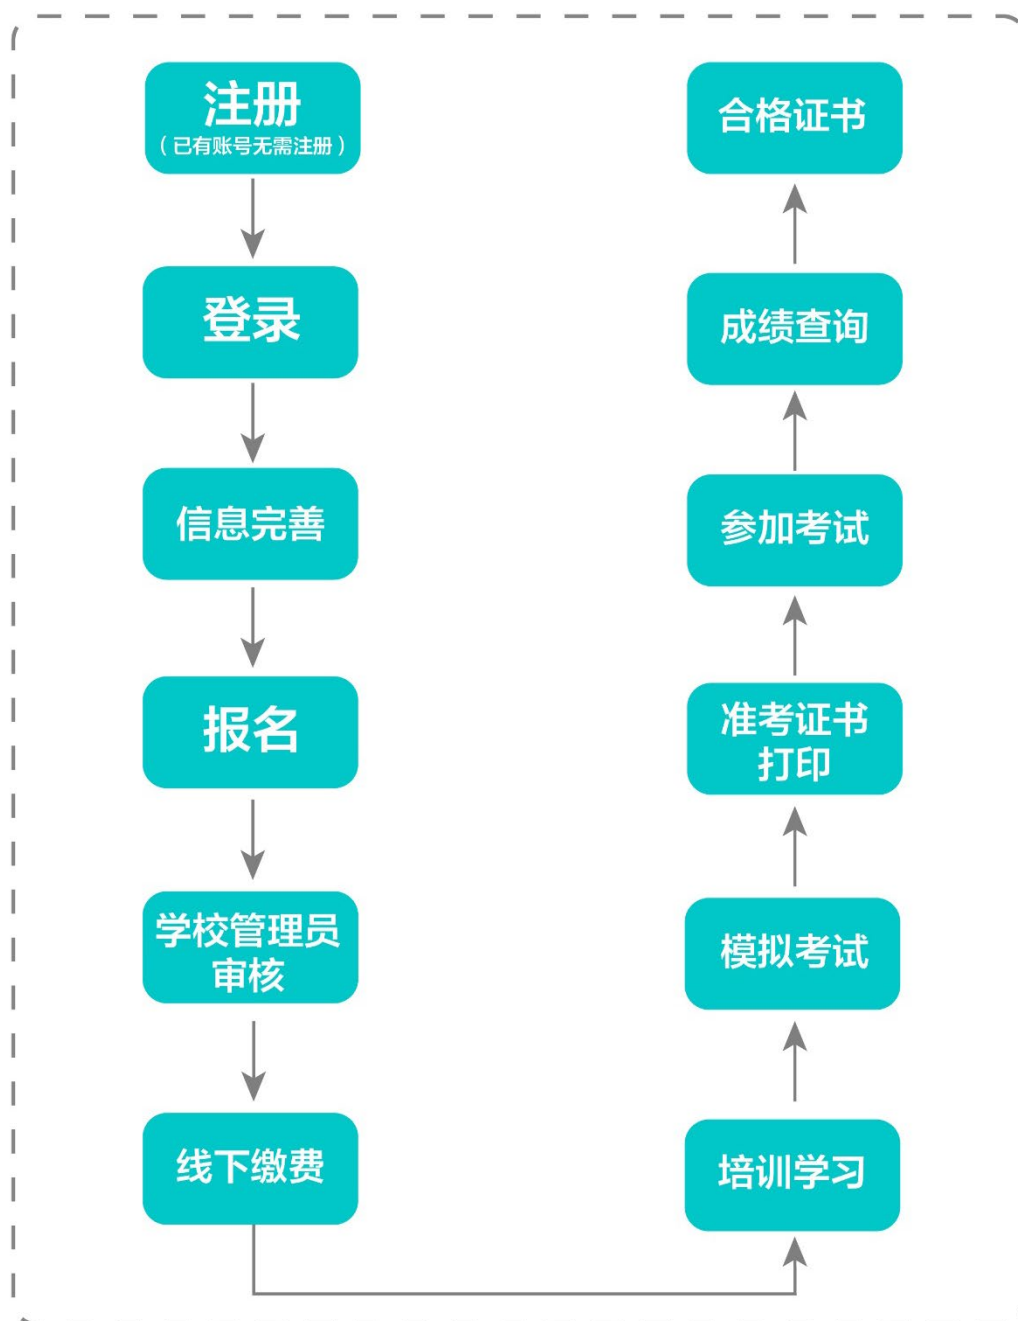 注册
（已有账号无需注册）
登录
信息完善
报名
学校管理员
审核
线下缴费
培训学习
模拟考试
准考证书
打印
参加考试
成绩查询
合格证书